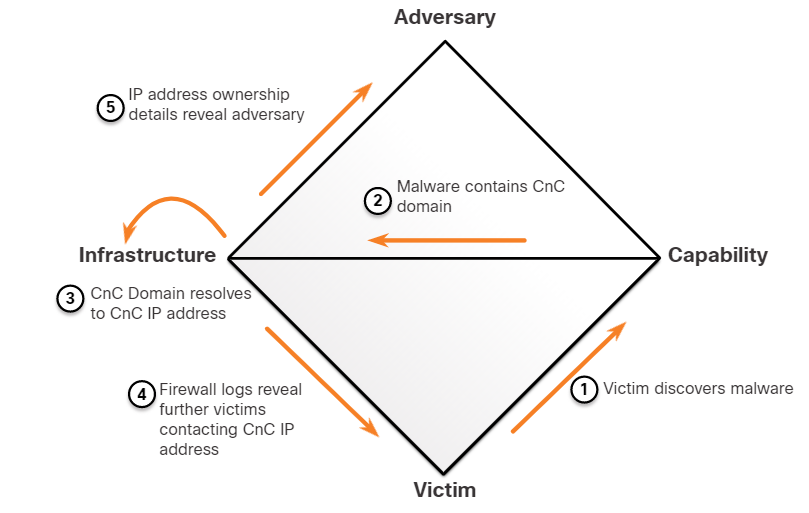 Adversary
5
IP address ownership
details reveal adversary
2
Malware contains CnC
domain
Infrastructure
Capability
3
CnC Domain resolves
to CnC IP address
4
Firewall logs reveal
further victims
contacting CnC IP
address
1
Victim discovers malware
Victim